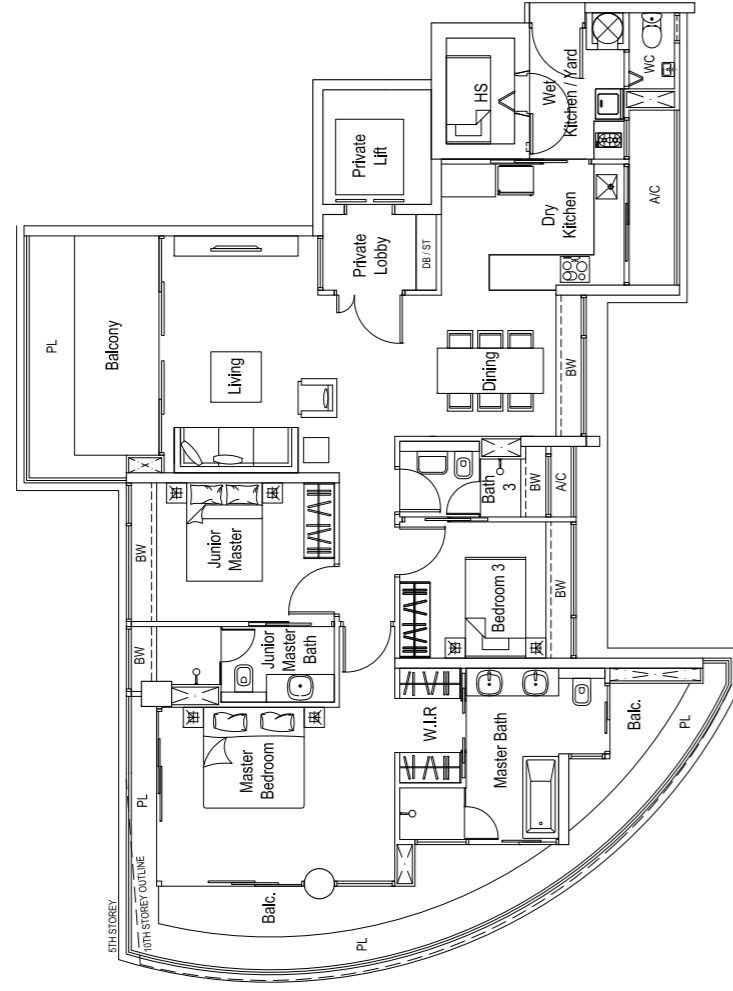 WC
HS
Wet
Kitchen / Yard
Private
Lift
A/C
Dry
Kitchen
Private
Lobby
DB / ST
PL
Balcony
Living
Dining
BW
Bath
3
BW
A/C
Junior
Master
BW
Bedroom 3
BW
BW
Junior
Master
Bath
W.I.R
Master Bath
Balc.
PL
Master
Bedroom
PL
5TH STOREY
10TH STOREY OUTLINE
Balc.
PL